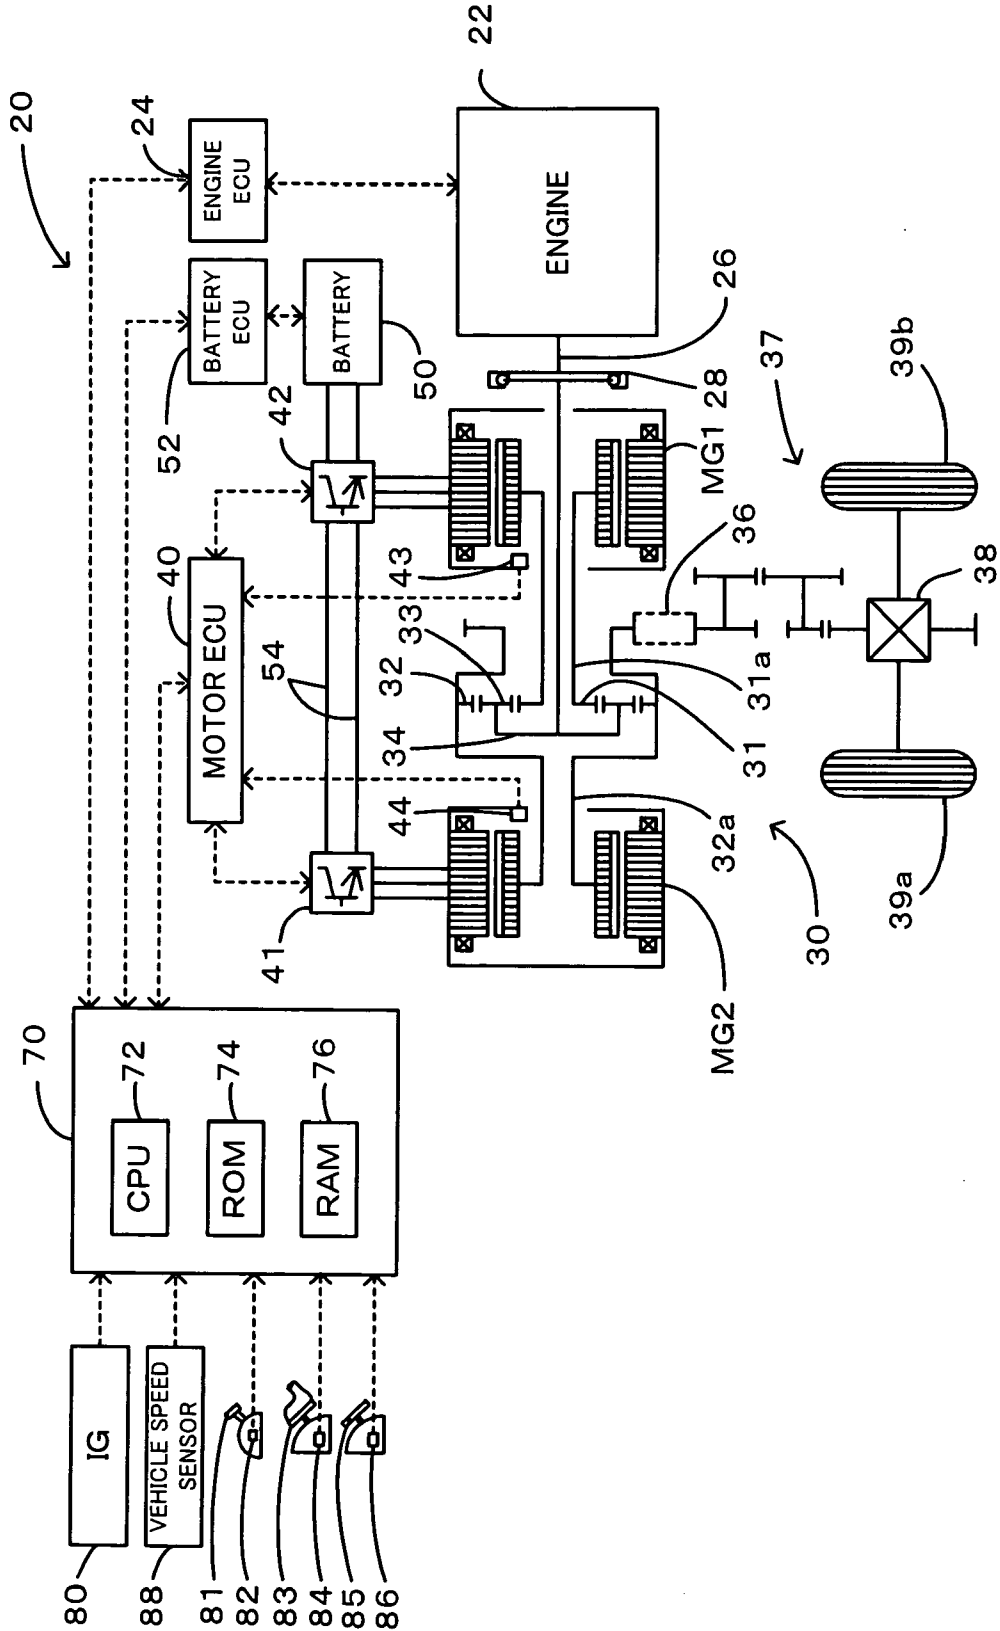 20
22
24
ENGINE
ECU
ENGINE
26
28
BATTERY
ECU
52
BATTERY
50
42
40
MOTOR ECU
54
41
43
44
MG1
MG2
32
33
34
31
31a
32a
30
36
37
38
39a
39b
70
72
CPU
74
ROM
76
RAM
80
IG
88
VEHICLE SPEED
SENSOR
81
82
83
84
85
86